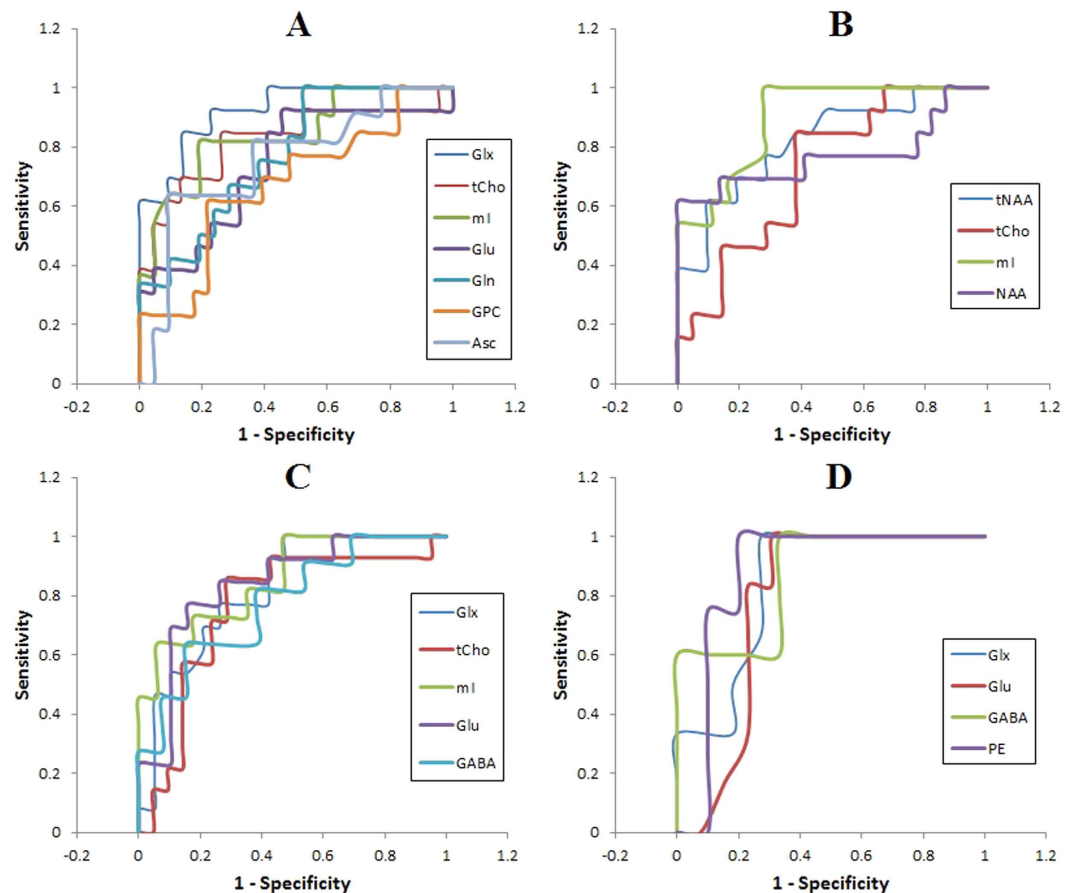 A
1.2
1
0.8
0.6
0.4
0.2
0
-0.2 0 0.2 0.4 0.6 0.8 1 1.2
Sensitivity
1 - Specificity
Glx
tCho
mI
Glu
Gln
GPC
Asc
B
1.2
1
0.8
0.6
0.4
0.2
0
-0.2 0 0.2 0.4 0.6 0.8 1 1.2
Sensitivity
1 - Specificity
tNAA
tCho
mI
NAA
C
1.2
1
0.8
0.6
0.4
0.2
0
-0.2 0 0.2 0.4 0.6 0.8 1 1.2
Sensitivity
1 - Specificity
Glx
tCho
mI
Glu
GABA
D
1.2
1
0.8
0.6
0.4
0.2
0
-0.2 0 0.2 0.4 0.6 0.8 1 1.2
Sensitivity
1 - Specificity
Glx
Glu
GABA
PE